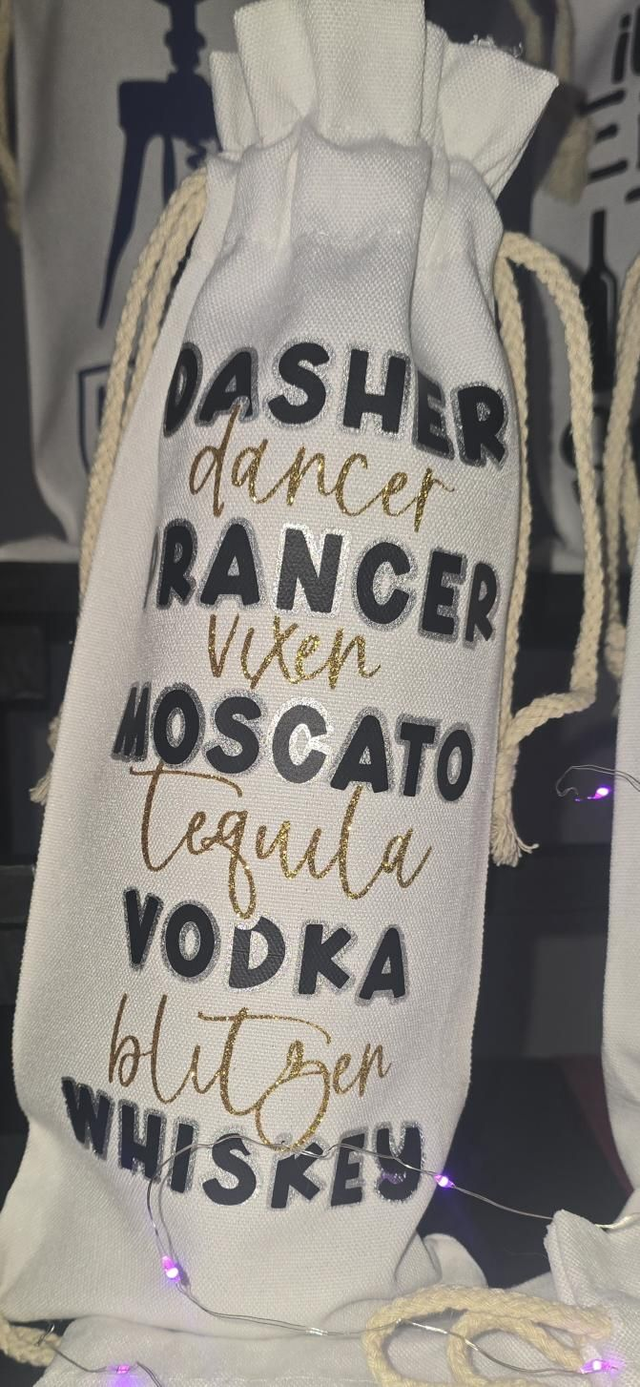 DASHER
dancer
PRANCER
vixen
MOSCATO
tequila
VODKA
blitzen
WHISKEY